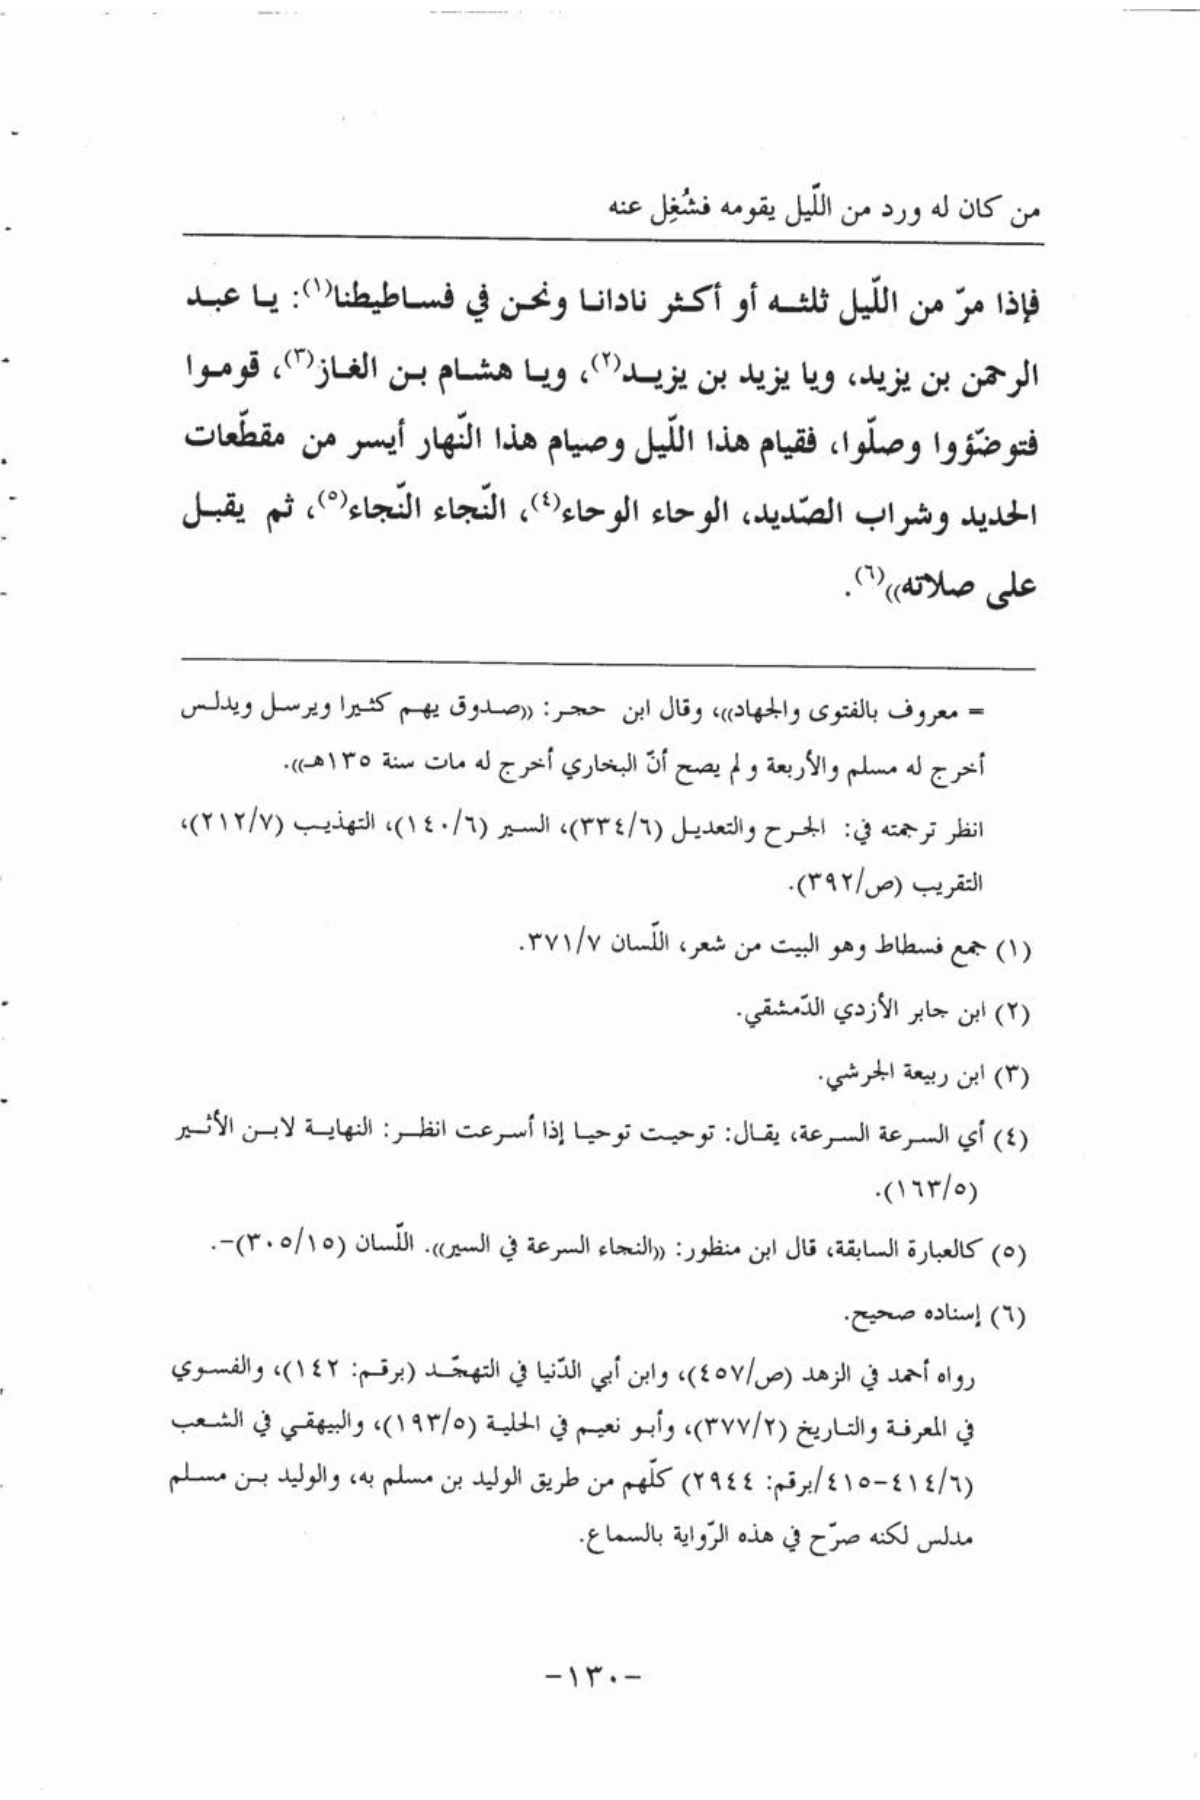 من كان له ورد من اللّيل يقومه فشُغِل عنه
فإذا مرّ من اللّيل ثلثه أو أكثر نادانا ونحن في فساطيطنا(١): يا عبد
الرحمن بن يزيد، ويا يزيد بن يزيد(٢)، ويا هشام بن الغاز(٣)، قوموا
فتوضّؤوا وصلّوا، فقيام هذا اللّيل وصيام هذا النّهار أيسر من مقطّعات
الحديد وشراب الصّديد، الوحاء الوحاء(٤)، النّجاء النّجاء(٥)، ثم يقبل
على صلاته»(٦).
= معروف بالفتوى والجهاد»، وقال ابن حجر: «صدوق يهم كثيرا ويرسل ويدلس
أخرج له مسلم والأربعة ولم يصح أنّ البخاري أخرج له مات سنة ١٣٥هـ».
انظر ترجمته في: الجرح والتعديل (٣٣٤/٦)، السير (١٤٠/٦)، التهذيب (٢١٢/٧)،
التقريب (ص/٣٩٢).
(١) جمع فسطاط وهو البيت من شعر، اللّسان ٣٧١/٧.
(٢) ابن جابر الأزدي الدّمشقي.
(٣) ابن ربيعة الجرشي.
(٤) أي السرعة السرعة، يقال: توحيت توحيا إذا أسرعت انظر: النهاية لابن الأثير
(١٦٣/٥).
(٥) كالعبارة السابقة، قال ابن منظور: «النجاء السرعة في السير». اللّسان (٣٠٥/١٥)-.
(٦) إسناده صحيح.
رواه أحمد في الزهد (ص/٤٥٧)، وابن أبي الدّنيا في التهجّد (برقم: ١٤٢)، والفسوي
في المعرفة والتاريخ (٣٧٧/٢)، وأبو نعيم في الحلية (١٩٣/٥)، والبيهقي في الشعب
(٤١٤/٦-٤١٥/برقم: ٢٩٤٤) كلّهم من طريق الوليد بن مسلم به، والوليد بن مسلم
مدلس لكنه صرّح في هذه الرّواية بالسماع.
-١٣٠-